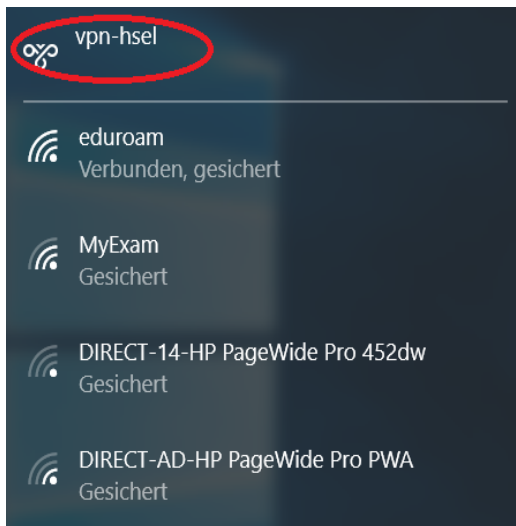 vpn-hsel
eduroam
Verbunden, gesichert
MyExam
Gesichert
DIRECT-14-HP PageWide Pro 452dw
Gesichert
DIRECT-AD-HP PageWide Pro PWA
Gesichert